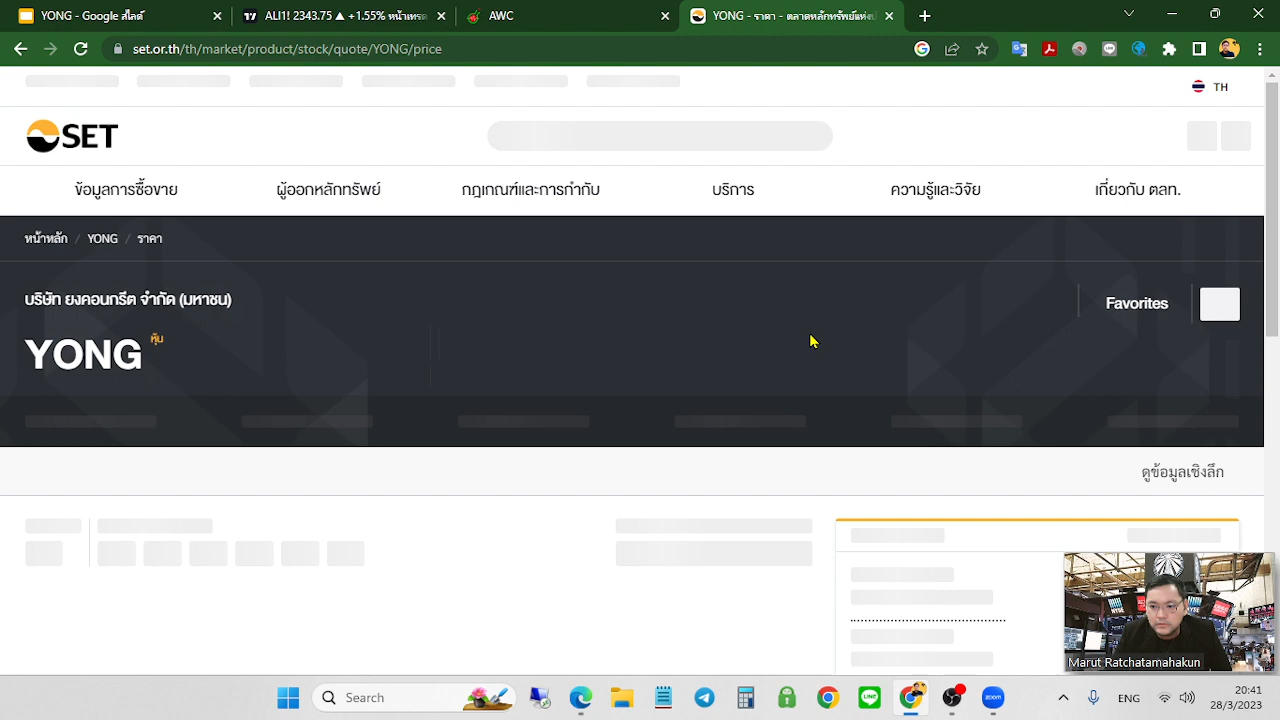 YONG - Google สไลด์
ALI1! 2343.75 ▲ +1.55% หน้าทรด
AWC
YONG - ราคา - ตลาดหลักทรัพย์แห่งป
set.or.th/th/market/product/stock/quote/YONG/price
TH
SET
ข้อมูลการซื้อขาย
ผู้ออกหลักทรัพย์
กฎเกณฑ์และการกำกับ
บริการ
ความรู้และวิจัย
เกี่ยวกับ ตลท.
หน้าหลัก / YONG / ราคา
บริษัท ยงคอนกรีต จำกัด (มหาชน)
Favorites
YONG หุ้น
ดูข้อมูลเชิงลึก
Marut Ratchatamahakun
Search
ENG
20:41
28/3/2023